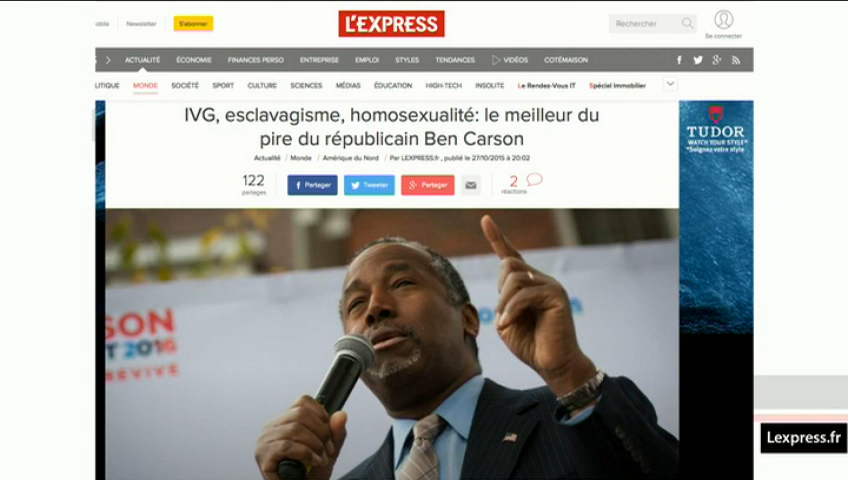 obile Newsletter S'abonner
L'EXPRESS
Rechercher
Se connecter
S ACTUALITÉ ÉCONOMIE FINANCES PERSO ENTREPRISE EMPLOI STYLES TENDANCES VIDÉOS CÔTÉMAISON
LITIQUE MONDE SOCIÉTÉ SPORT CULTURE SCIENCES MÉDIAS ÉDUCATION HIGH-TECH INSOLITE Le Rendez-Vous IT Spécial Immobilier
IVG, esclavagisme, homosexualité: le meilleur du
pire du républicain Ben Carson
Actualité / Monde / Amérique du Nord / Par LEXPRESS.fr, publié le 27/10/2015 à 20:02
122
partages
Partager
Tweeter
Partager
2
réactions
TUDOR
WATCH YOUR STYLE*
*Soignez votre style
SON
T 2016
REVIVE
Lexpress.fr